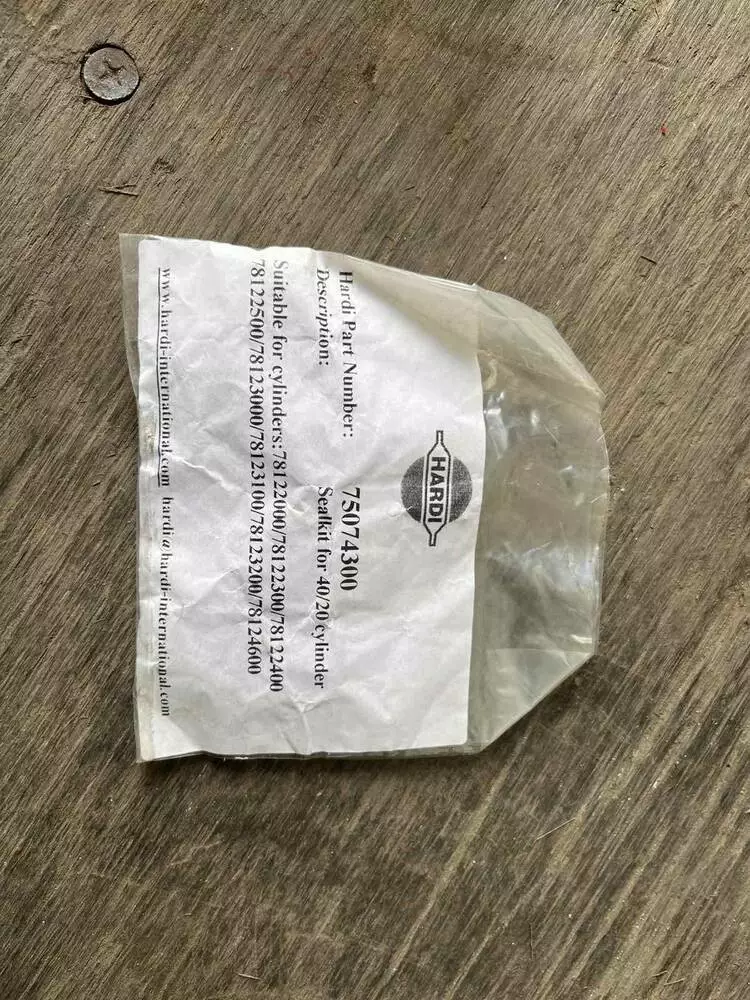 HARDI
Hardi Part Number: 75074300
Description: Sealkit for 40/20 cylinder
Suitable for cylinders:78122000/78122300/78122400
78122500/78123000/78123100/78123200/78124600
www.hardi-international.com hardi@hardi-international.com